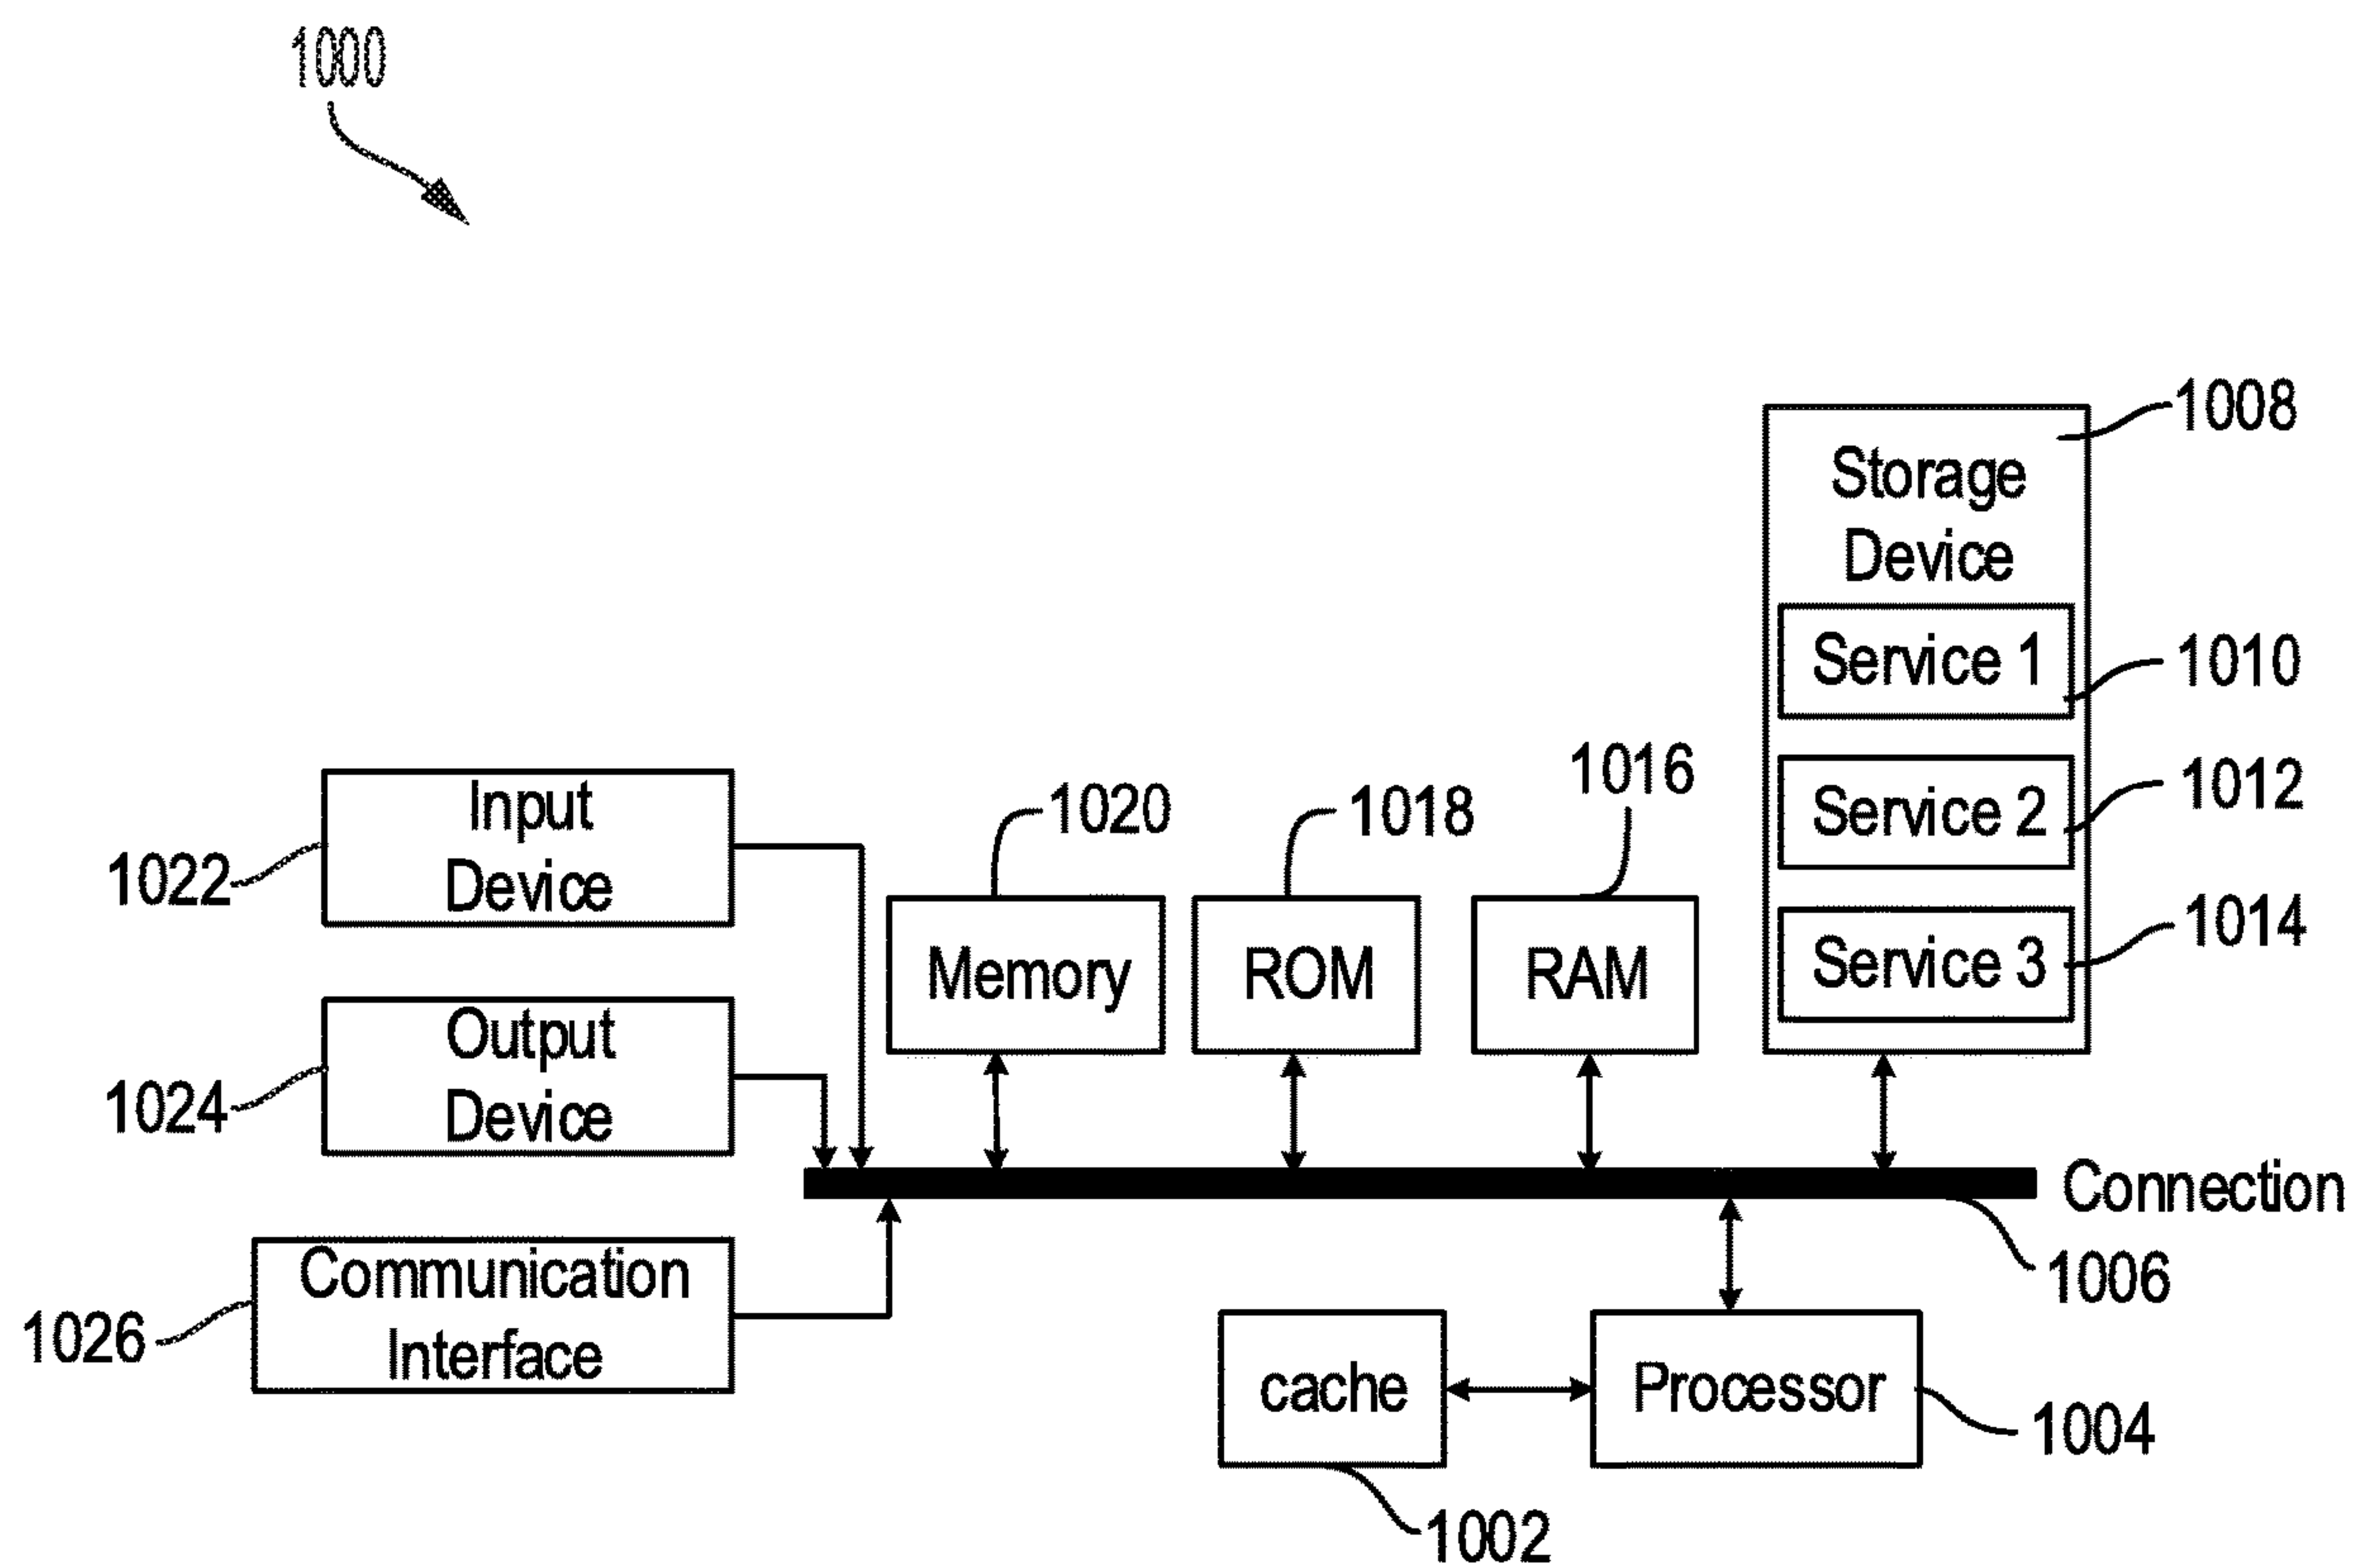 1000
1008
Storage
Device
Service 1
1010
Service 2
1012
Service 3
1014
1016
RAM
1018
ROM
1020
Memory
Input
Device
1022
Output
Device
1024
Connection
1006
Communication
Interface
1026
cache
1002
Processor
1004